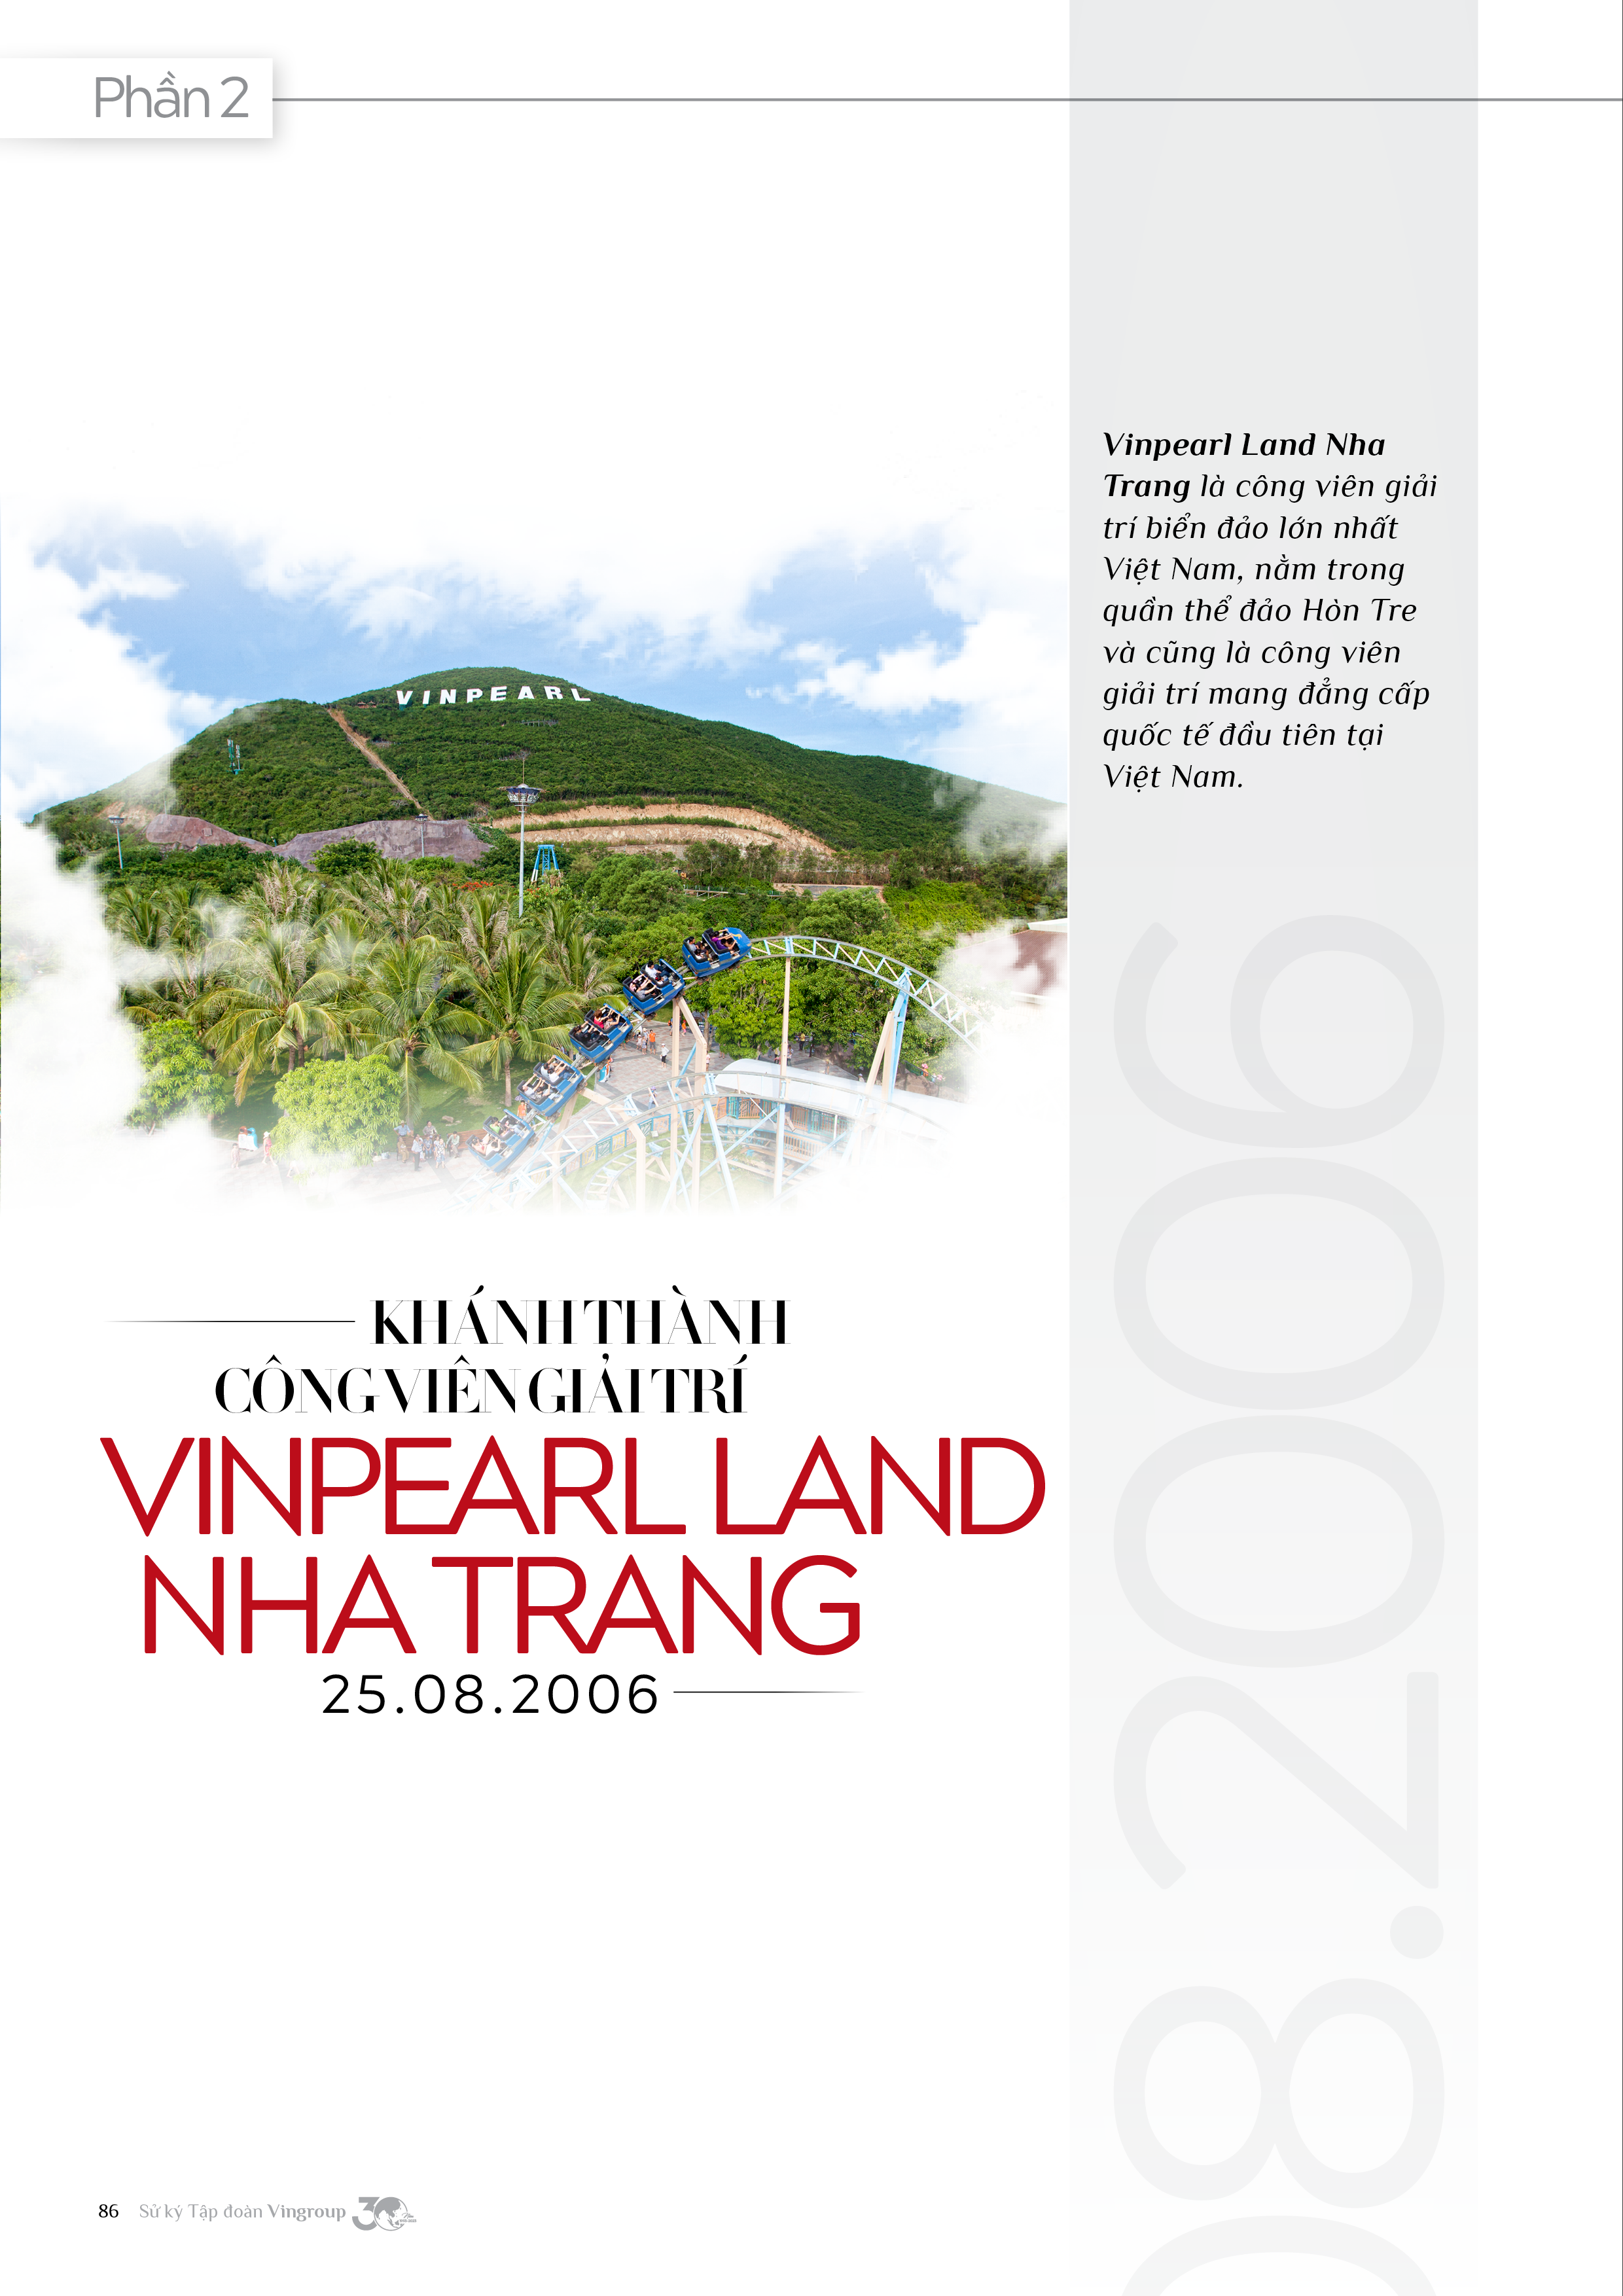 Phần 2
Vinpearl Land Nha
Trang là công viên giải
trí biển đảo lớn nhất
Việt Nam, nằm trong
quần thể đảo Hòn Tre
và cũng là công viên
giải trí mang đẳng cấp
quốc tế đầu tiên tại
Việt Nam.
VINPEARL
KHÁNH THÀNH
CÔNG VIÊN GIẢI TRÍ
VINPEARL LAND
NHA TRANG
25.08.2006
08.2006
86 Sử ký Tập đoàn Vingroup 30